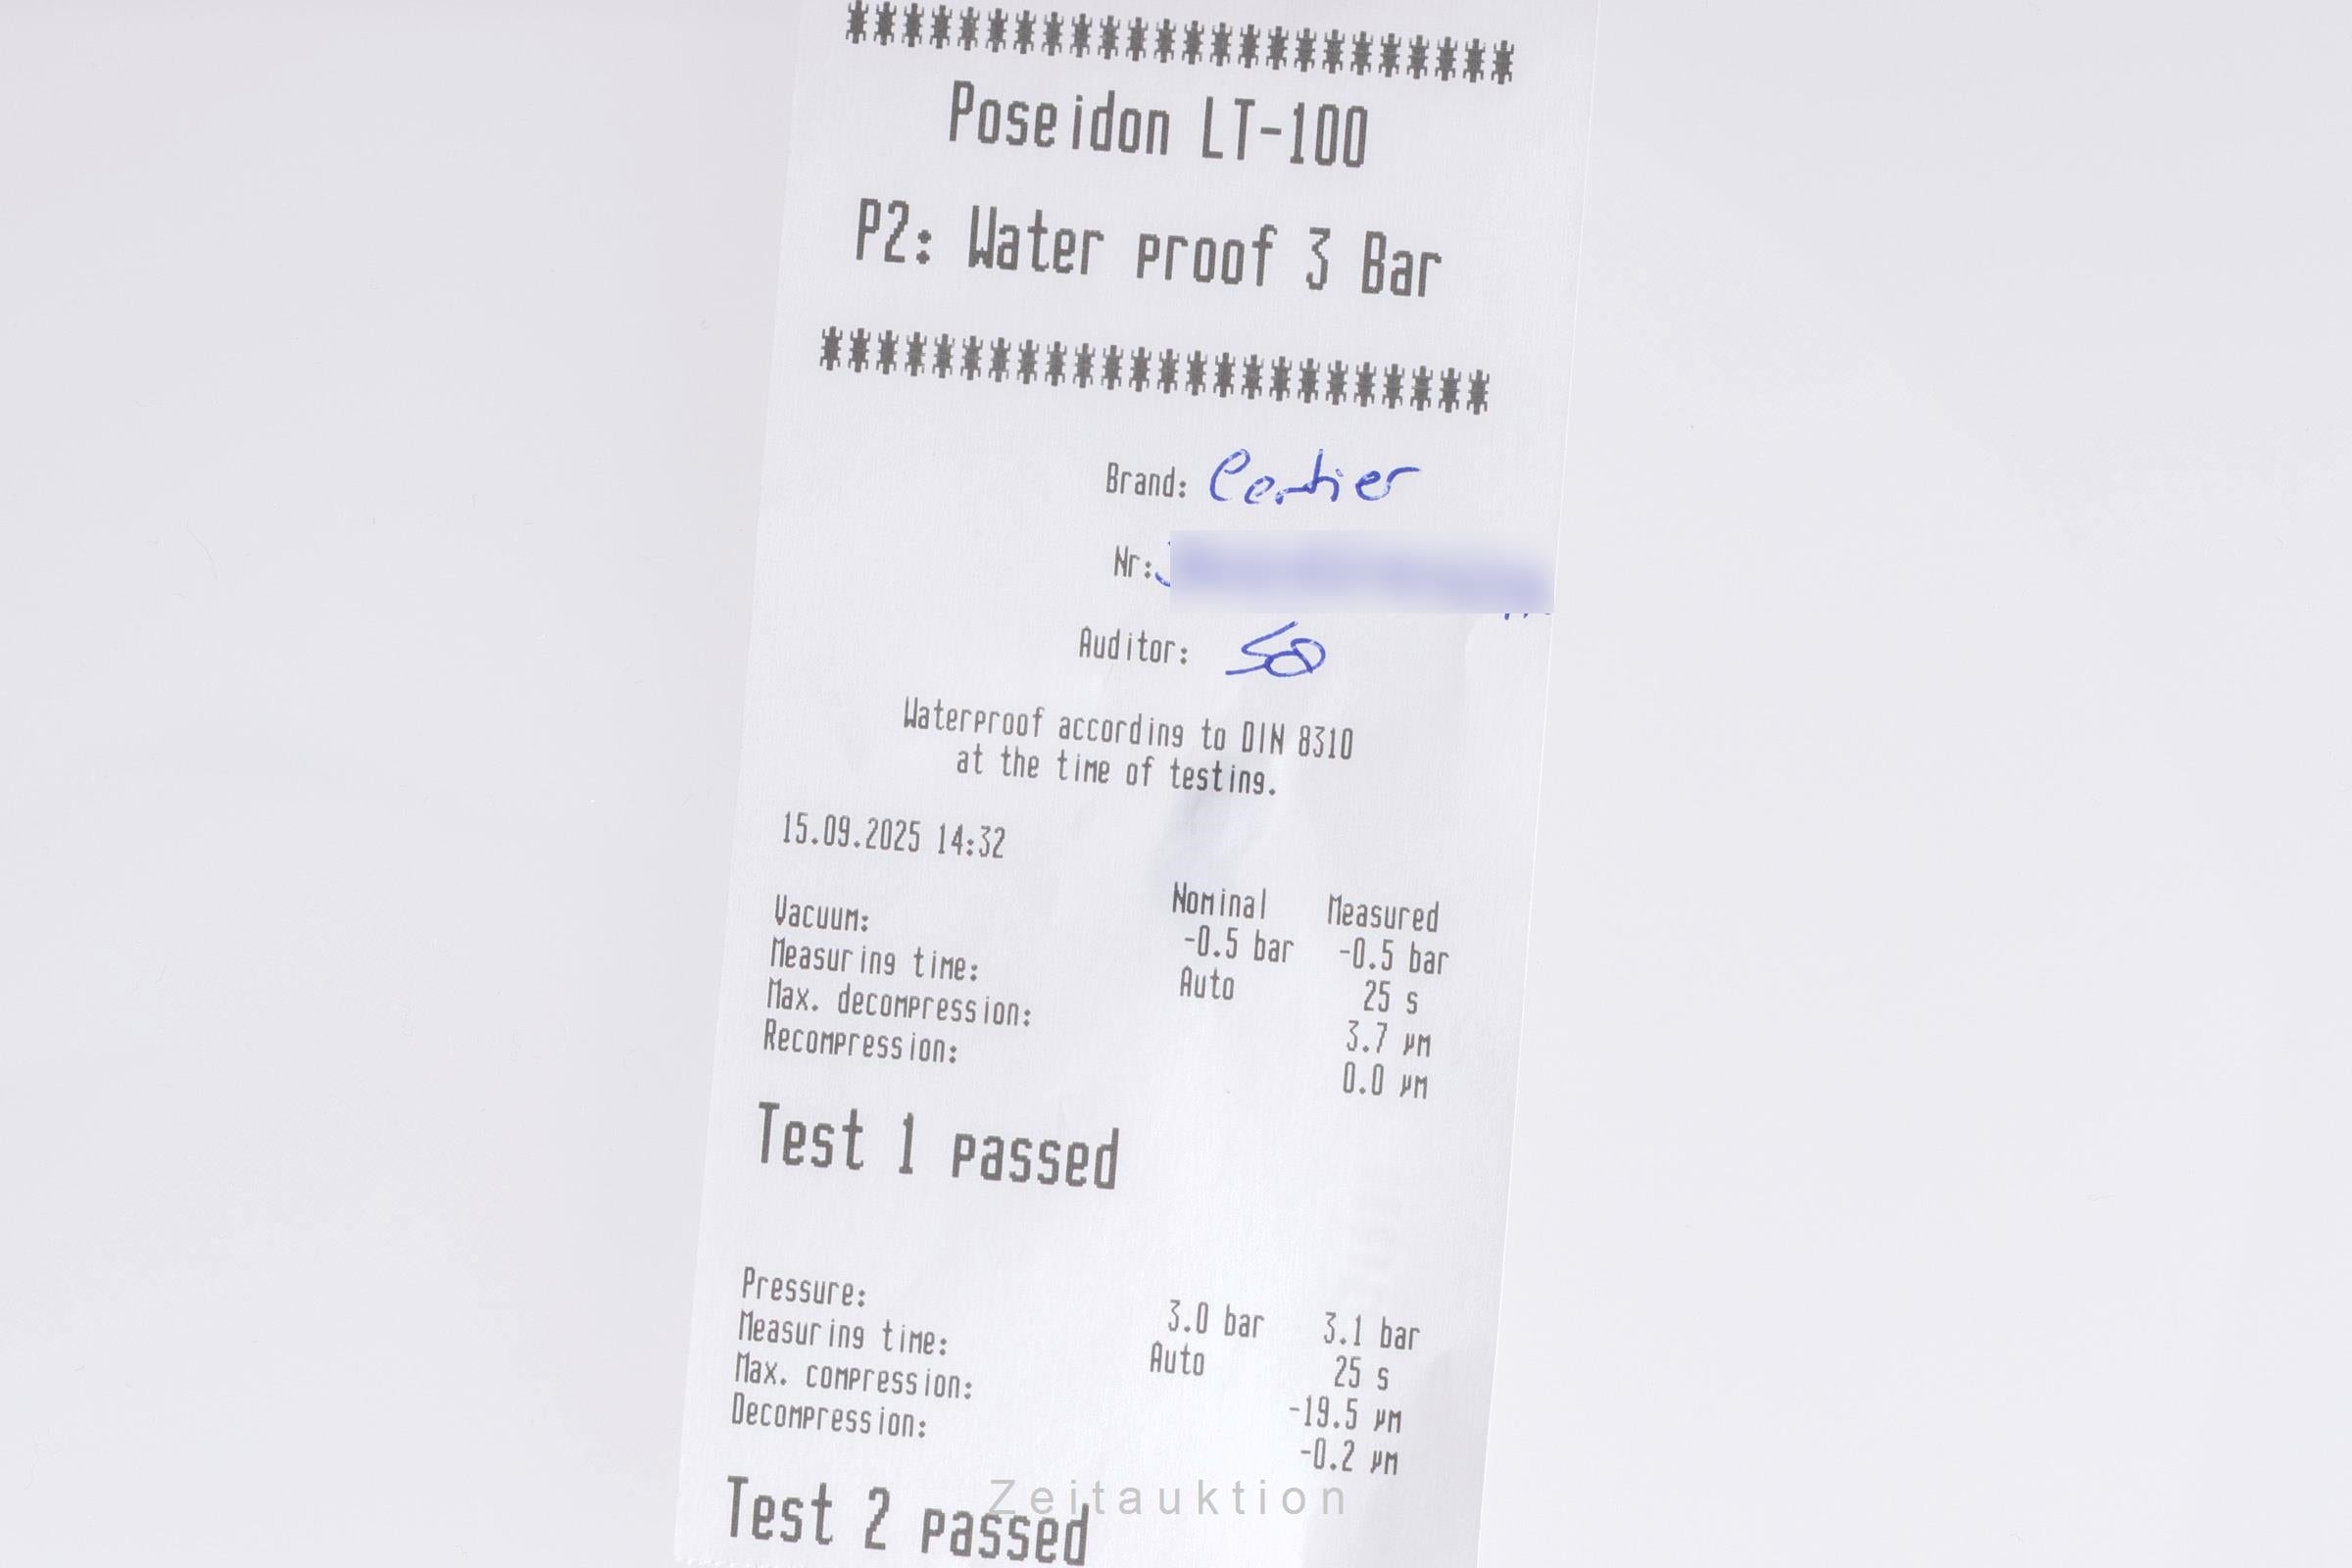 ************************
Poseidon LT-100
P2: Water proof 3 Bar
************************
Brand: Cartier
Nr:
Auditor:
Waterproof according to DIN 8310
at the time of testing.
15.09.2025 14:32
Nominal Measured
Vacuum: -0.5 bar -0.5 bar
Measuring time: Auto 25 s
Max. decompression: 3.7 µm
Recompression: 0.0 µm
Test 1 passed
Pressure: 3.0 bar 3.1 bar
Measuring time: Auto 25 s
Max. compression: -19.5 µm
Decompression: -0.2 µm
Test 2 passed
Zeitauktion